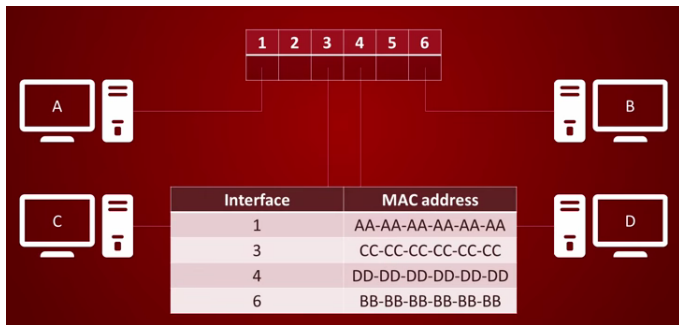 1 2 3 4 5 6
A
B
C
D
Interface MAC address
1 AA-AA-AA-AA-AA-AA
3 CC-CC-CC-CC-CC-CC
4 DD-DD-DD-DD-DD-DD
6 BB-BB-BB-BB-BB-BB